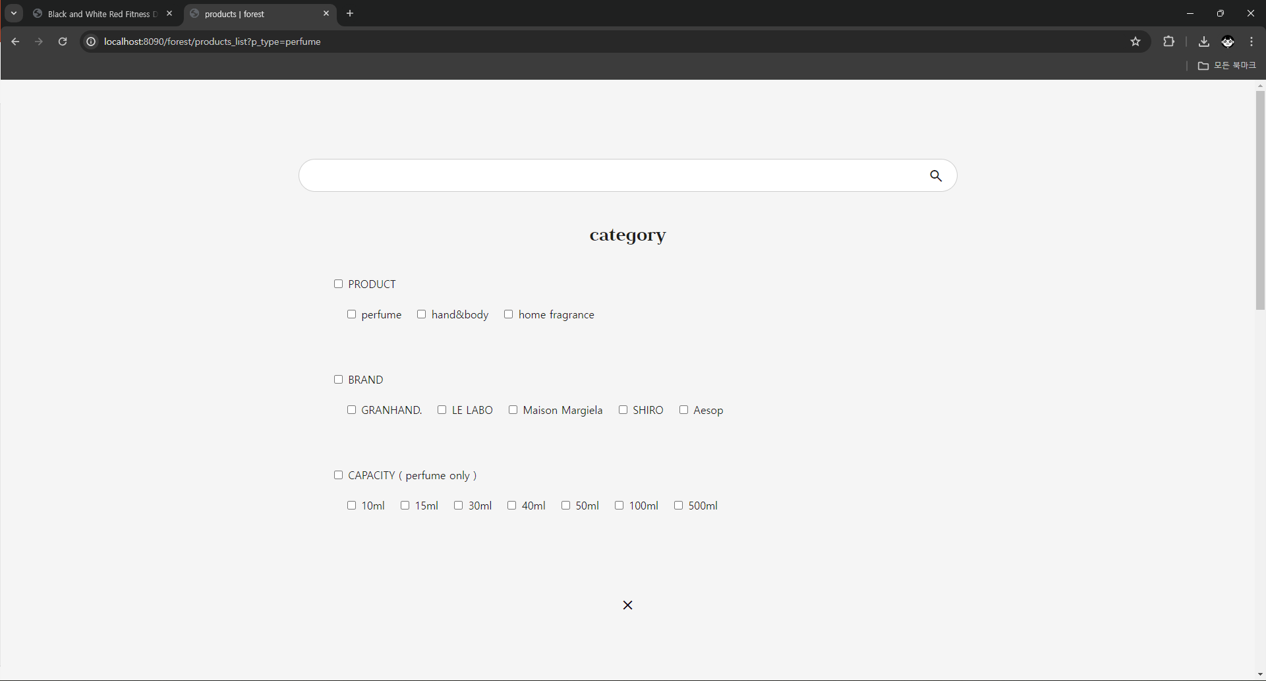 Black and White Red Fitness D
products | forest
localhost:8090/forest/products_list?p_type=perfume
모든 북마크
category
PRODUCT
perfume hand&body home fragrance
BRAND
GRANHAND. LE LABO Maison Margiela SHIRO Aesop
CAPACITY ( perfume only )
10ml 15ml 30ml 40ml 50ml 100ml 500ml